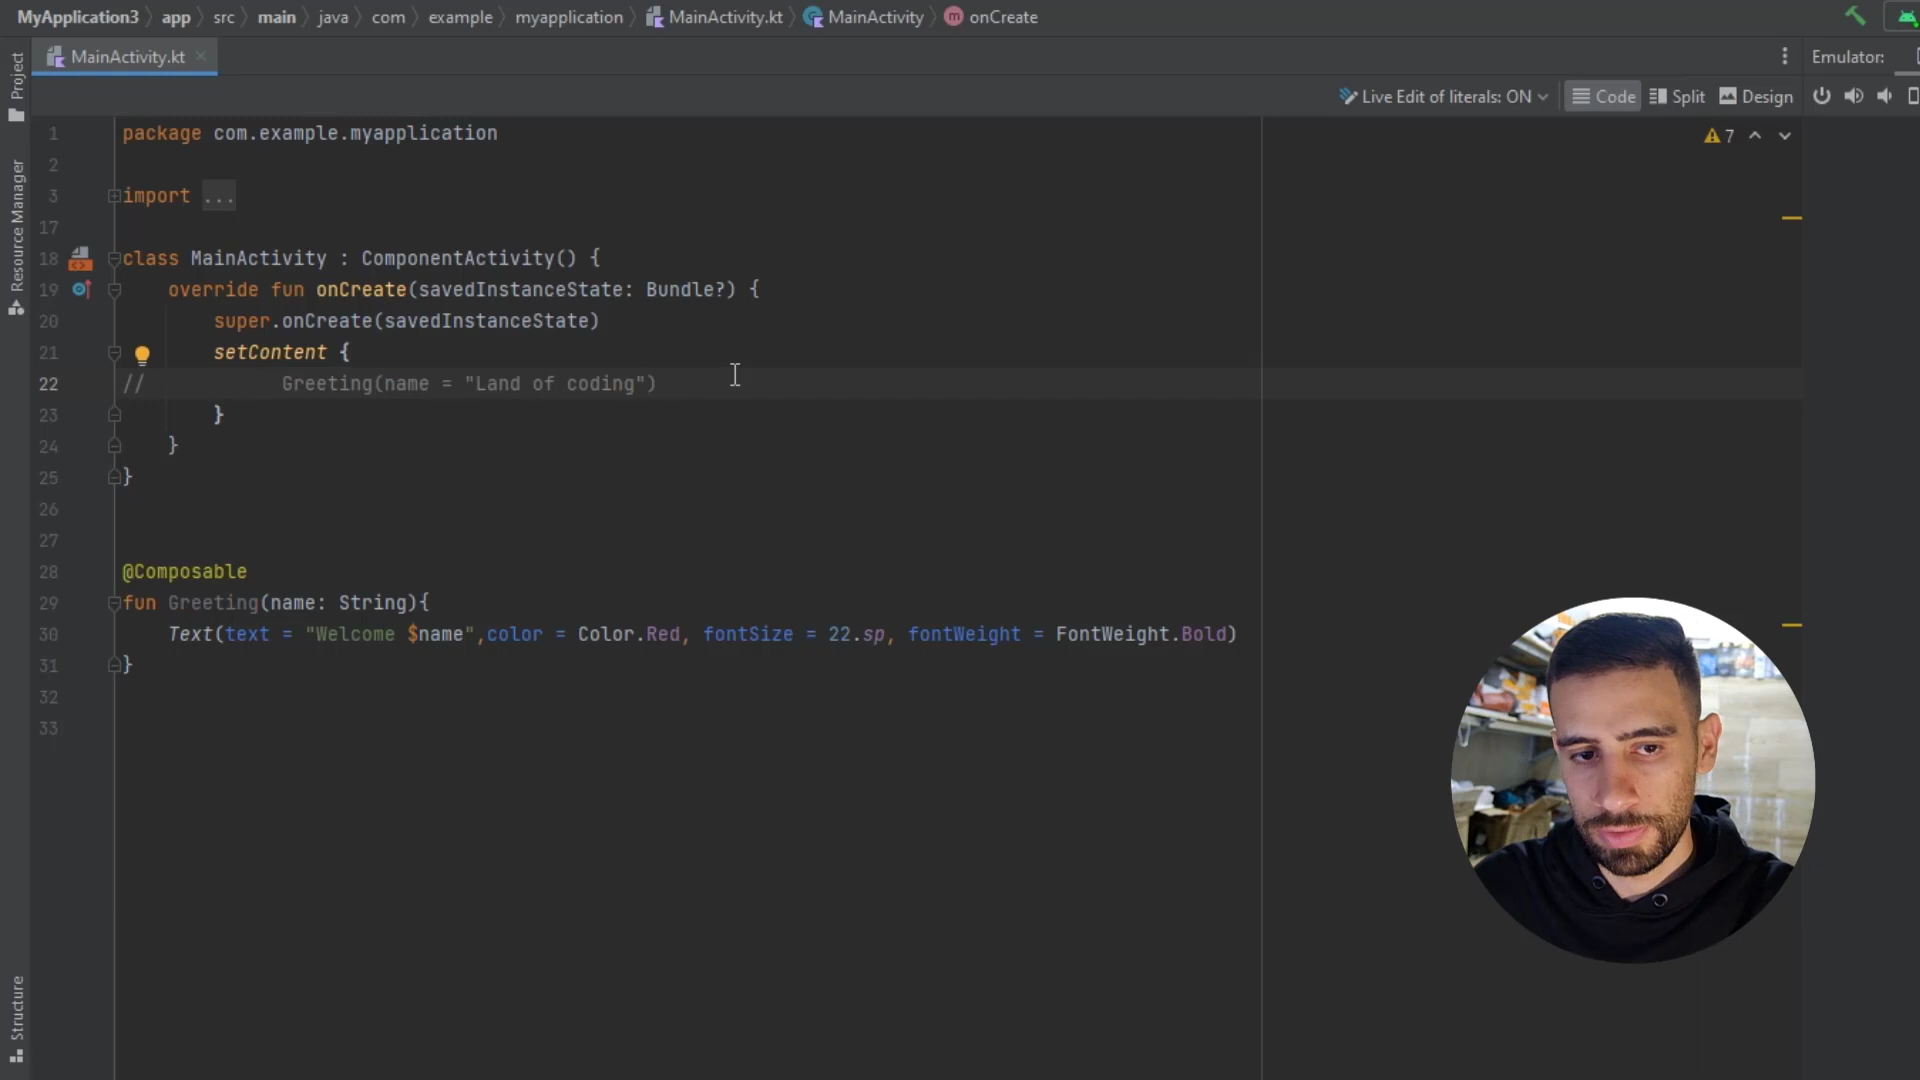 MyApplication3 app src main java com example myapplication MainActivity.kt MainActivity m onCreate
MainActivity.kt
Emulator:
Live Edit of literals: ON Code Split Design
Project
Resource Manager
Structure
7
1 package com.example.myapplication
2
3 import ...
17
18 class MainActivity : ComponentActivity() {
19 override fun onCreate(savedInstanceState: Bundle?) {
20 super.onCreate(savedInstanceState)
21 setContent {
22 // Greeting(name = "Land of coding")
23 }
24 }
25 }
26
27
28 @Composable
29 fun Greeting(name: String){
30 Text(text = "Welcome $name",color = Color.Red, fontSize = 22.sp, fontWeight = FontWeight.Bold)
31 }
32
33